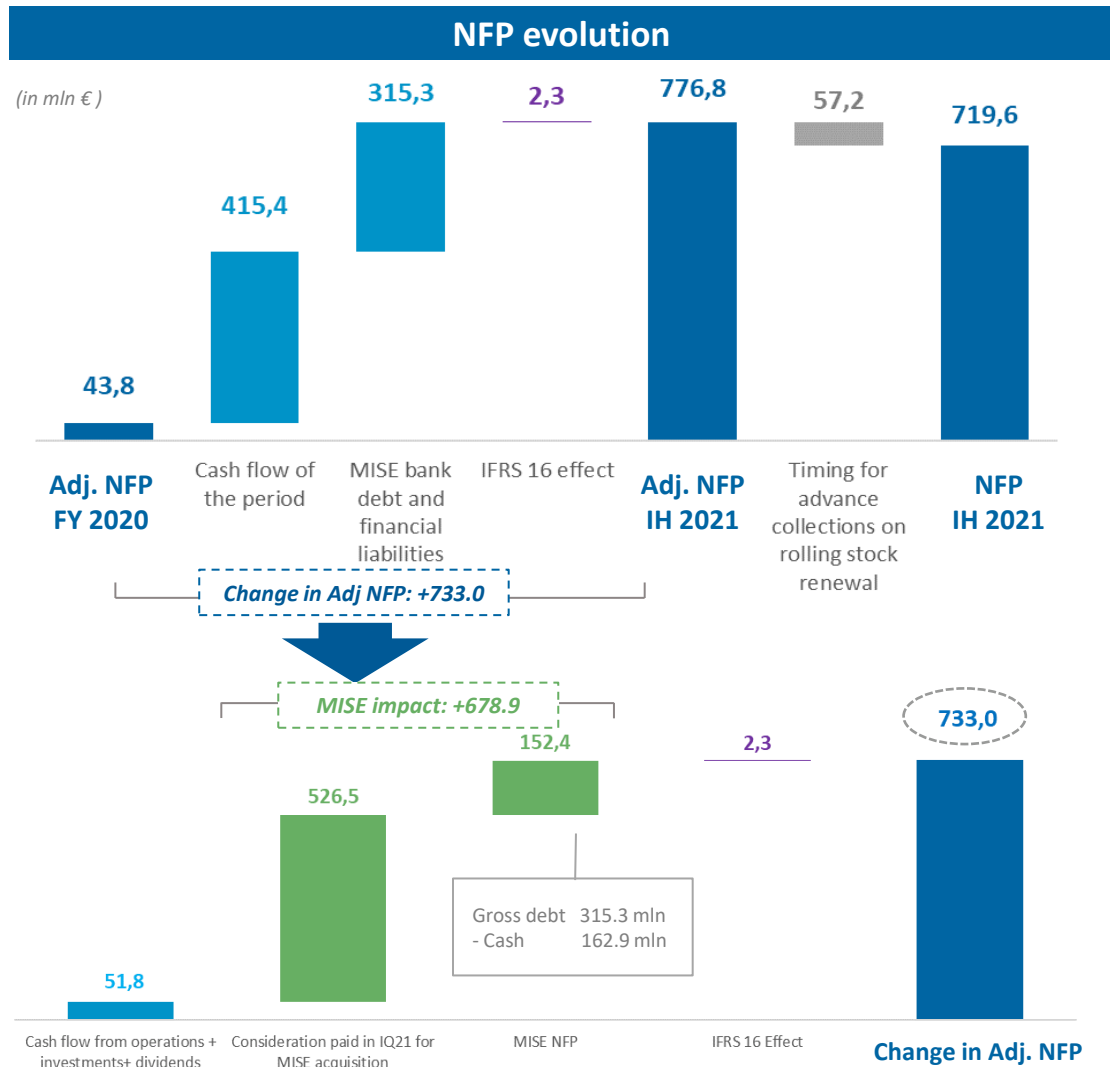 NFP evolution
(in mln € )
315,3
2,3
776,8
57,2
719,6
415,4
43,8
Adj. NFP
FY 2020
Cash flow of
the period
MISE bank
debt and
financial
liabilities
IFRS 16 effect
Adj. NFP
IH 2021
Timing for
advance
collections on
rolling stock
renewal
NFP
IH 2021
Change in Adj NFP: +733.0
MISE impact: +678.9
733,0
152,4
2,3
526,5
Gross debt 315.3 mln
- Cash 162.9 mln
51,8
Cash flow from operations +
investments+ dividends
Consideration paid in IQ21 for
MISE acquisition
MISE NFP
IFRS 16 Effect
Change in Adj. NFP